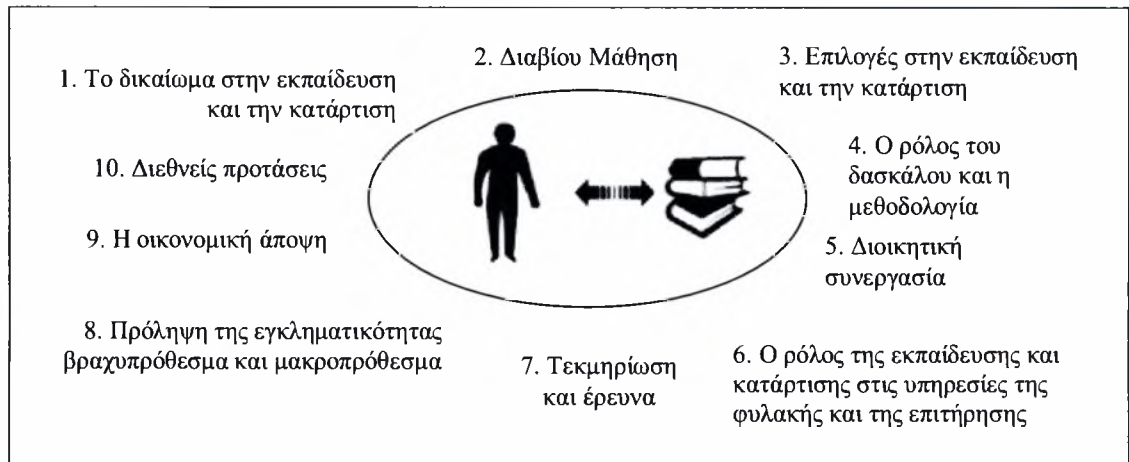 1. Το δικαίωμα στην εκπαίδευση
και την κατάρτιση
2. Διαβίου Μάθηση
3. Επιλογές στην εκπαίδευση
και την κατάρτιση
4. Ο ρόλος του
δασκάλου και η
μεθοδολογία
5. Διοικητική
συνεργασία
6. Ο ρόλος της εκπαίδευσης και
κατάρτισης στις υπηρεσίες της
φυλακής και της επιτήρησης
7. Τεκμηρίωση
και έρευνα
8. Πρόληψη της εγκληματικότητας
βραχυπρόθεσμα και μακροπρόθεσμα
9. Η οικονομική άποψη
10. Διεθνείς προτάσεις